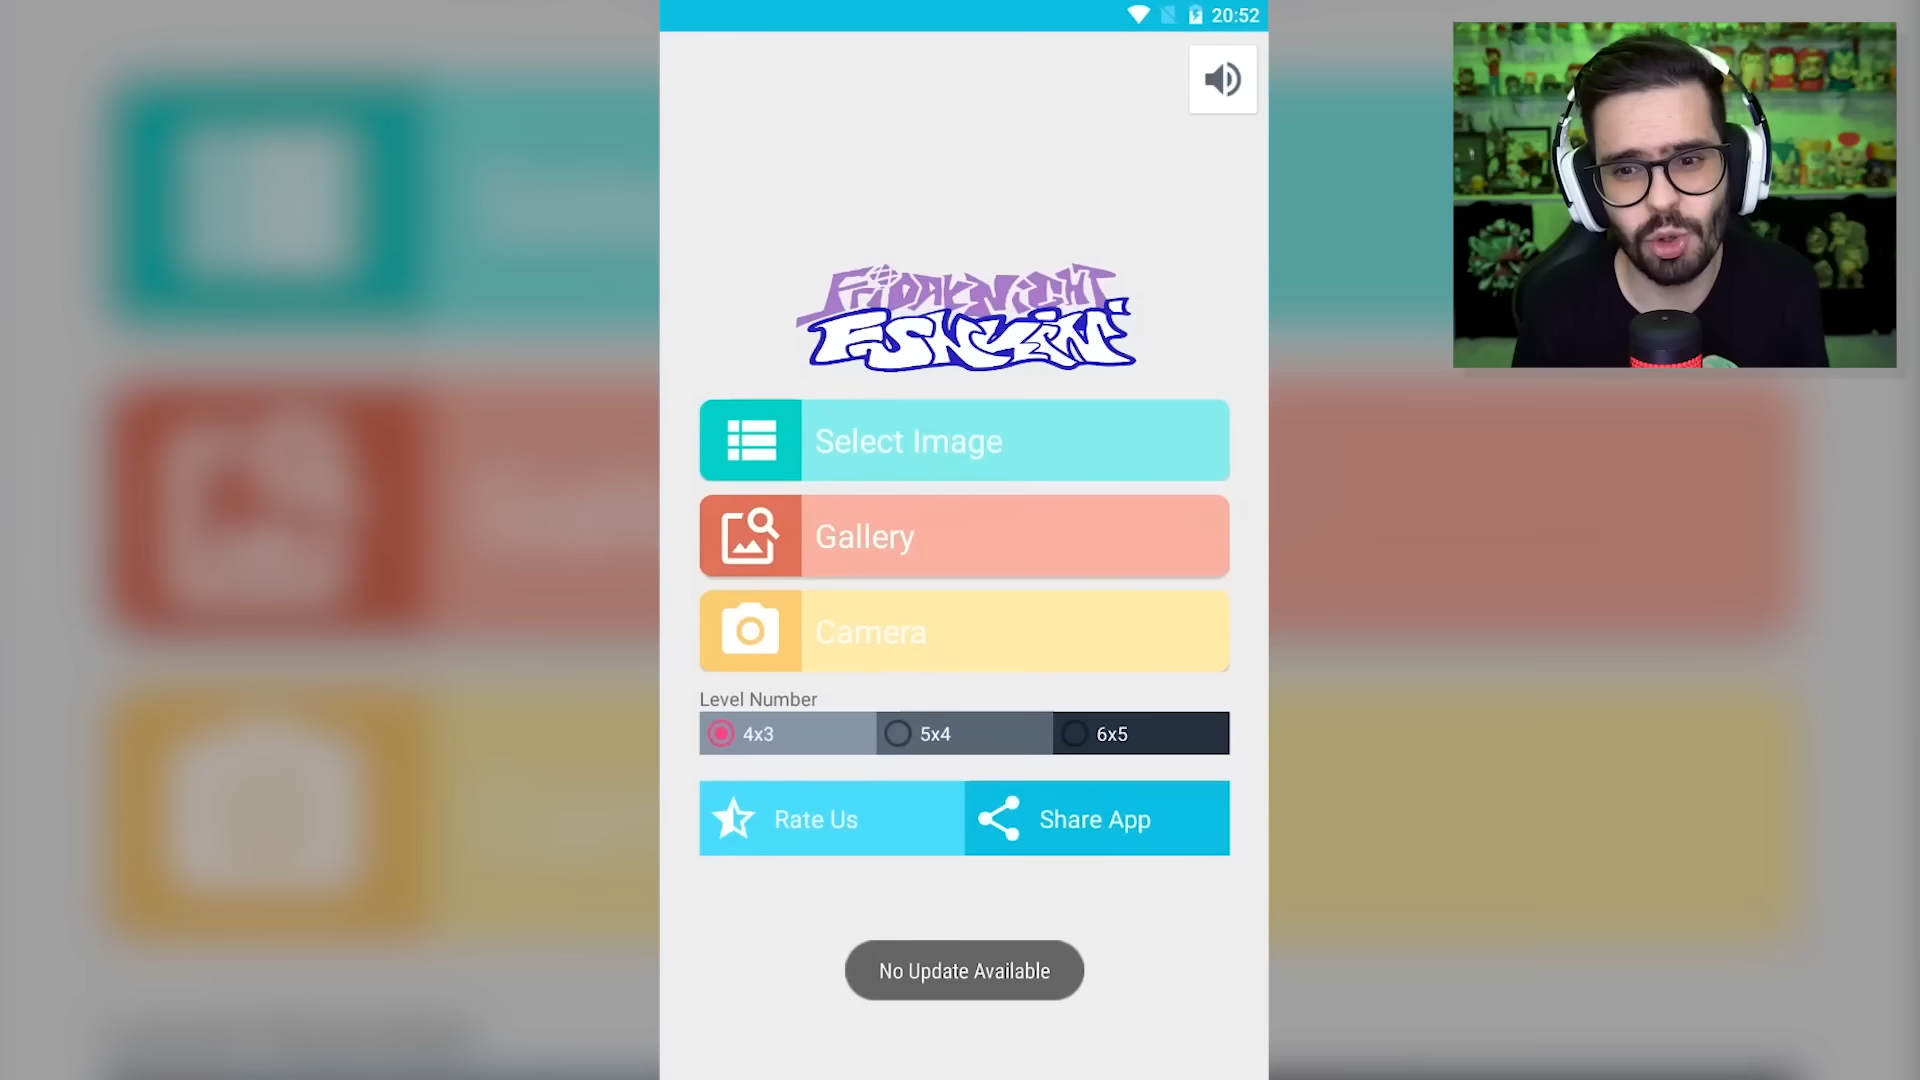 20:52
FRiDAY NiGHT
FSNKiN'
Select Image
Gallery
Camera
Level Number
4x3 5x4 6x5
Rate Us Share App
No Update Available